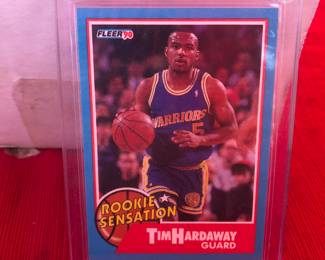 FLEER 90
WARRIORS
5
ROOKIE
SENSATION
TIM HARDAWAY
GUARD